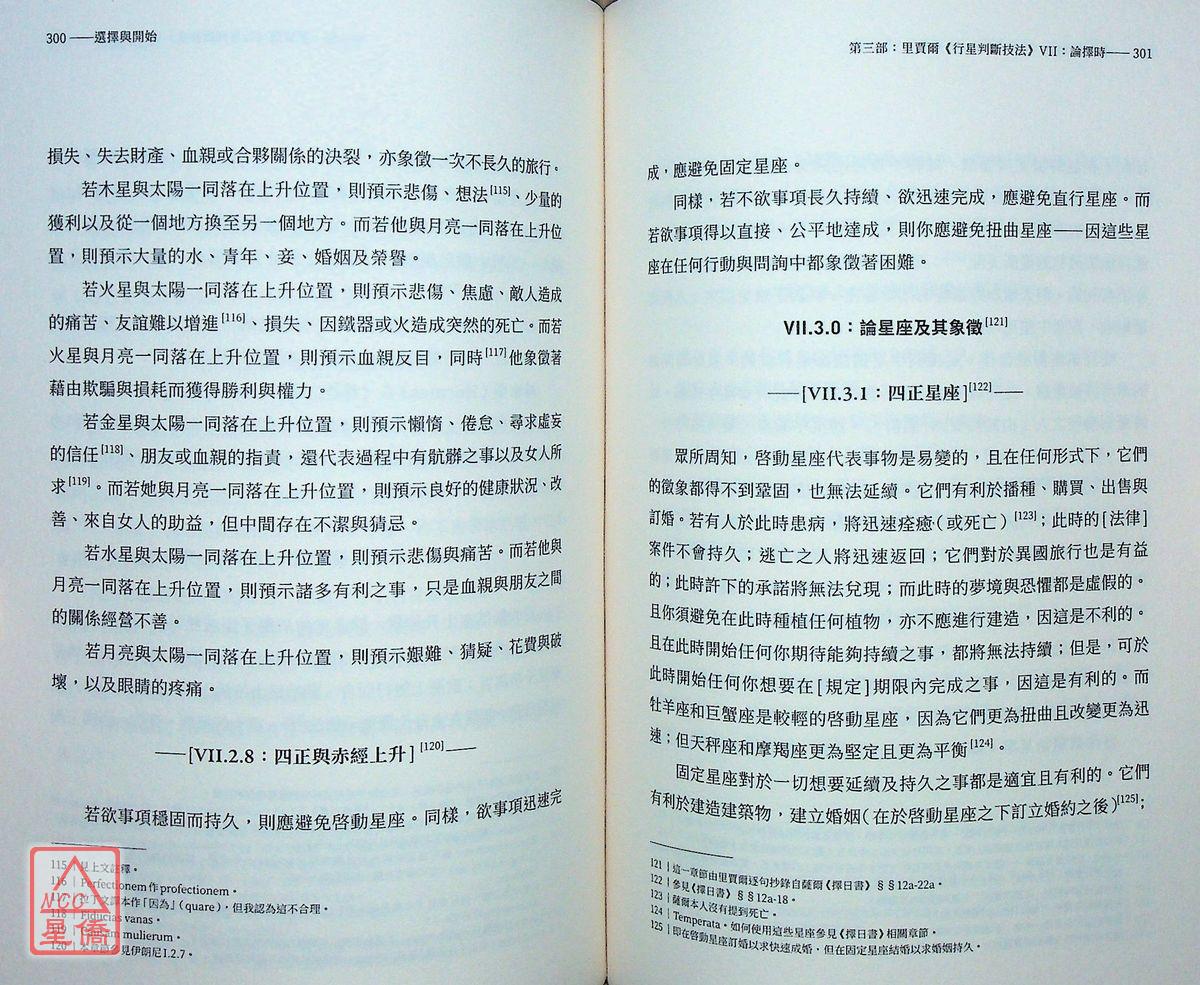 300 ──選擇與開始
損失、失去財產、血親或合夥關係的決裂，亦象徵一次不長久的旅行。
若木星與太陽一同落在上升位置，則預示悲傷、想法[115]、少量的
獲利以及從一個地方換至另一個地方。而若他與月亮一同落在上升位
置，則預示大量的水、青年、妾、婚姻及榮譽。
若火星與太陽一同落在上升位置，則預示悲傷、焦慮、敵人造成
的痛苦、友誼難以增進[116]、損失、因鐵器或火造成突然的死亡。而若
火星與月亮一同落在上升位置，則預示血親反目，同時[117]他象徵著
藉由欺騙與損耗而獲得勝利與權力。
若金星與太陽一同落在上升位置，則預示懶惰、倦怠、尋求虛妄
的信任[118]、朋友或血親的指責，還代表過程中有骯髒之事以及女人所
求[119]。而若她與月亮一同落在上升位置，則預示良好的健康狀況、改
善、來自女人的助益，但中間存在不潔與猜忌。
若水星與太陽一同落在上升位置，則預示悲傷與痛苦。而若他與
月亮一同落在上升位置，則預示諸多有利之事，只是血親與朋友之間
的關係經營不善。
若月亮與太陽一同落在上升位置，則預示艱難、猜疑、花費與破
壞，以及眼睛的疼痛。
──[VII.2.8：四正與赤經上升][120]──
若欲事項穩固而持久，則應避免啓動星座。同樣，欲事項迅速完
115｜見上文註釋。
116｜Perfectionem 作 profectionem。
117｜拉丁文譯本作「因為」（quare），但我認為這不合理。
118｜Fiducias vanas。
119｜ mulierum。
120｜本章節參見伊朗尼 I.2.7。
NCC
星僑
第三部：里賈爾《行星判斷技法》VII：論擇時──301
成，應避免固定星座。
同樣，若不欲事項長久持續、欲迅速完成，應避免直行星座。而
若欲事項得以直接、公平地達成，則你應避免扭曲星座──因這些星
座在任何行動與問詢中都象徵著困難。
VII.3.0：論星座及其象徵[121]
──[VII.3.1：四正星座][122]──
眾所周知，啓動星座代表事物是易變的，且在任何形式下，它們
的徵象都得不到鞏固，也無法延續。它們有利於播種、購買、出售與
訂婚。若有人於此時患病，將迅速痊癒（或死亡）[123]；此時的[法律]
案件不會持久；逃亡之人將迅速返回；它們對於異國旅行也是有益
的；此時許下的承諾將無法兌現；而此時的夢境與恐懼都是虛假的。
且你須避免在此時種植任何植物，亦不應進行建造，因這是不利的。
且在此時開始任何你期待能夠持續之事，都將無法持續；但是，可於
此時開始任何你想要在[規定]期限內完成之事，因這是有利的。而
牡羊座和巨蟹座是較輕的啓動星座，因為它們更為扭曲且改變更為迅
速；但天秤座和摩羯座更為堅定且更為平衡[124]。
固定星座對於一切想要延續及持久之事都是適宜且有利的。它們
有利於建造建築物，建立婚姻（在於啓動星座之下訂立婚約之後）[125]；
121｜這一章節由里賈爾逐句抄錄自薩爾《擇日書》§§12a-22a。
122｜參見《擇日書》§§12a-18。
123｜薩爾本人沒有提到死亡。
124｜Temperata。如何使用這些星座參見《擇日書》相關章節。
125｜即在啓動星座訂婚以求快速成婚，但在固定星座結婚以求婚姻持久。